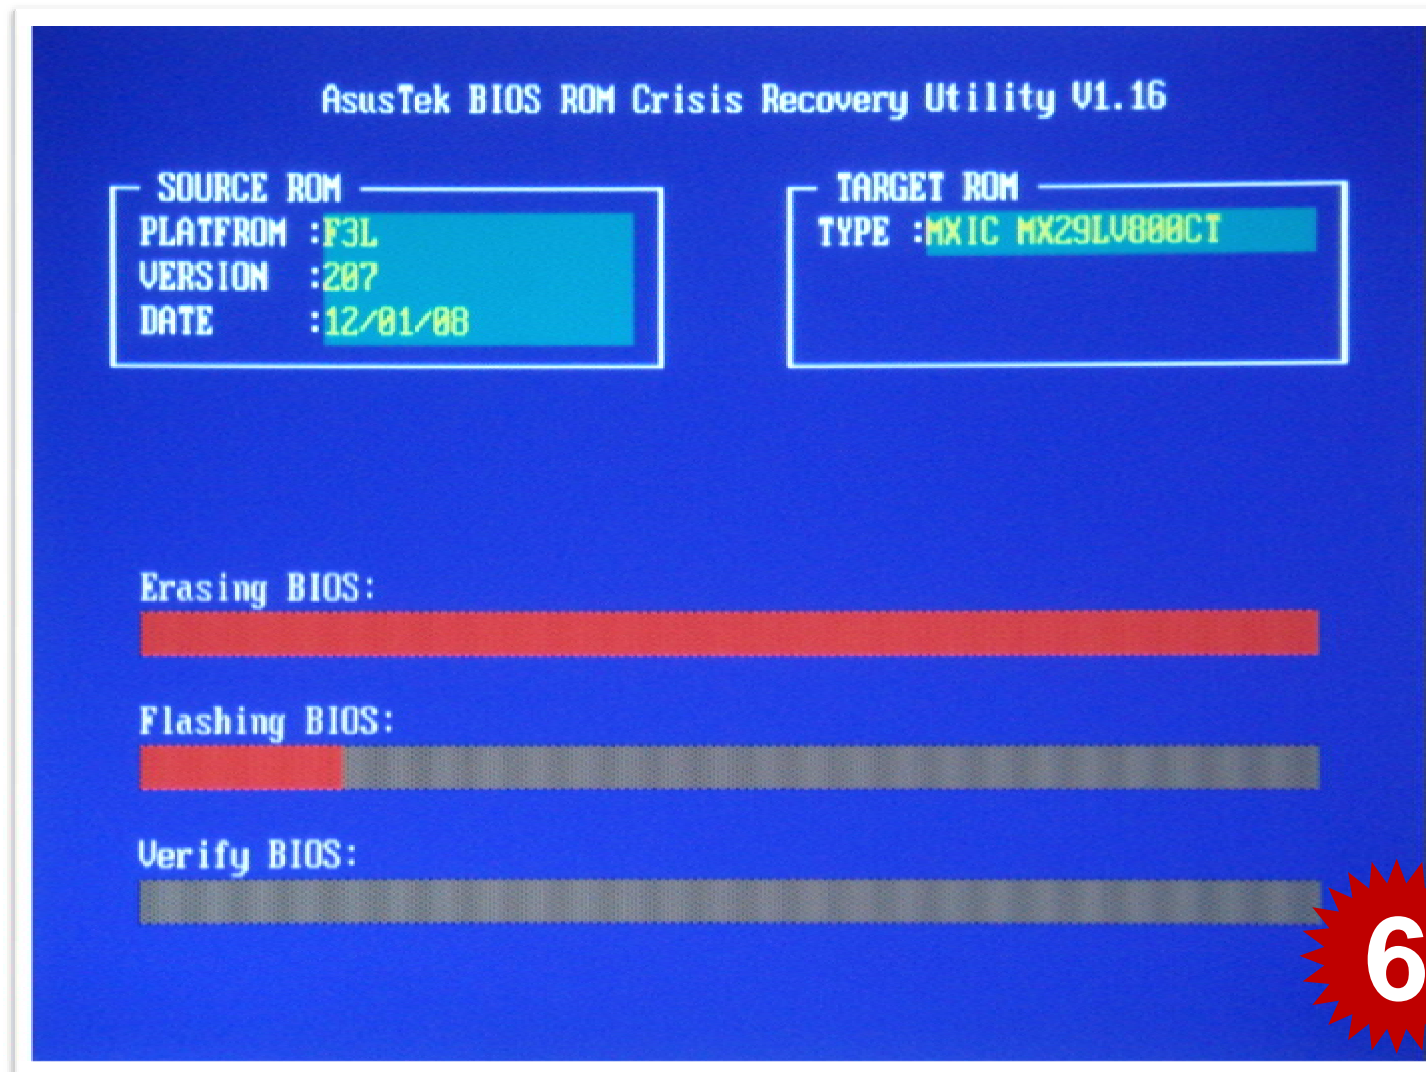 AsusTek BIOS ROM Crisis Recovery Utility V1.16
SOURCE ROM
PLATFROM :F3L
VERSION :207
DATE :12/01/08
TARGET ROM
TYPE :MXIC MX29LV800CT
Erasing BIOS:
Flashing BIOS:
Verify BIOS:
6